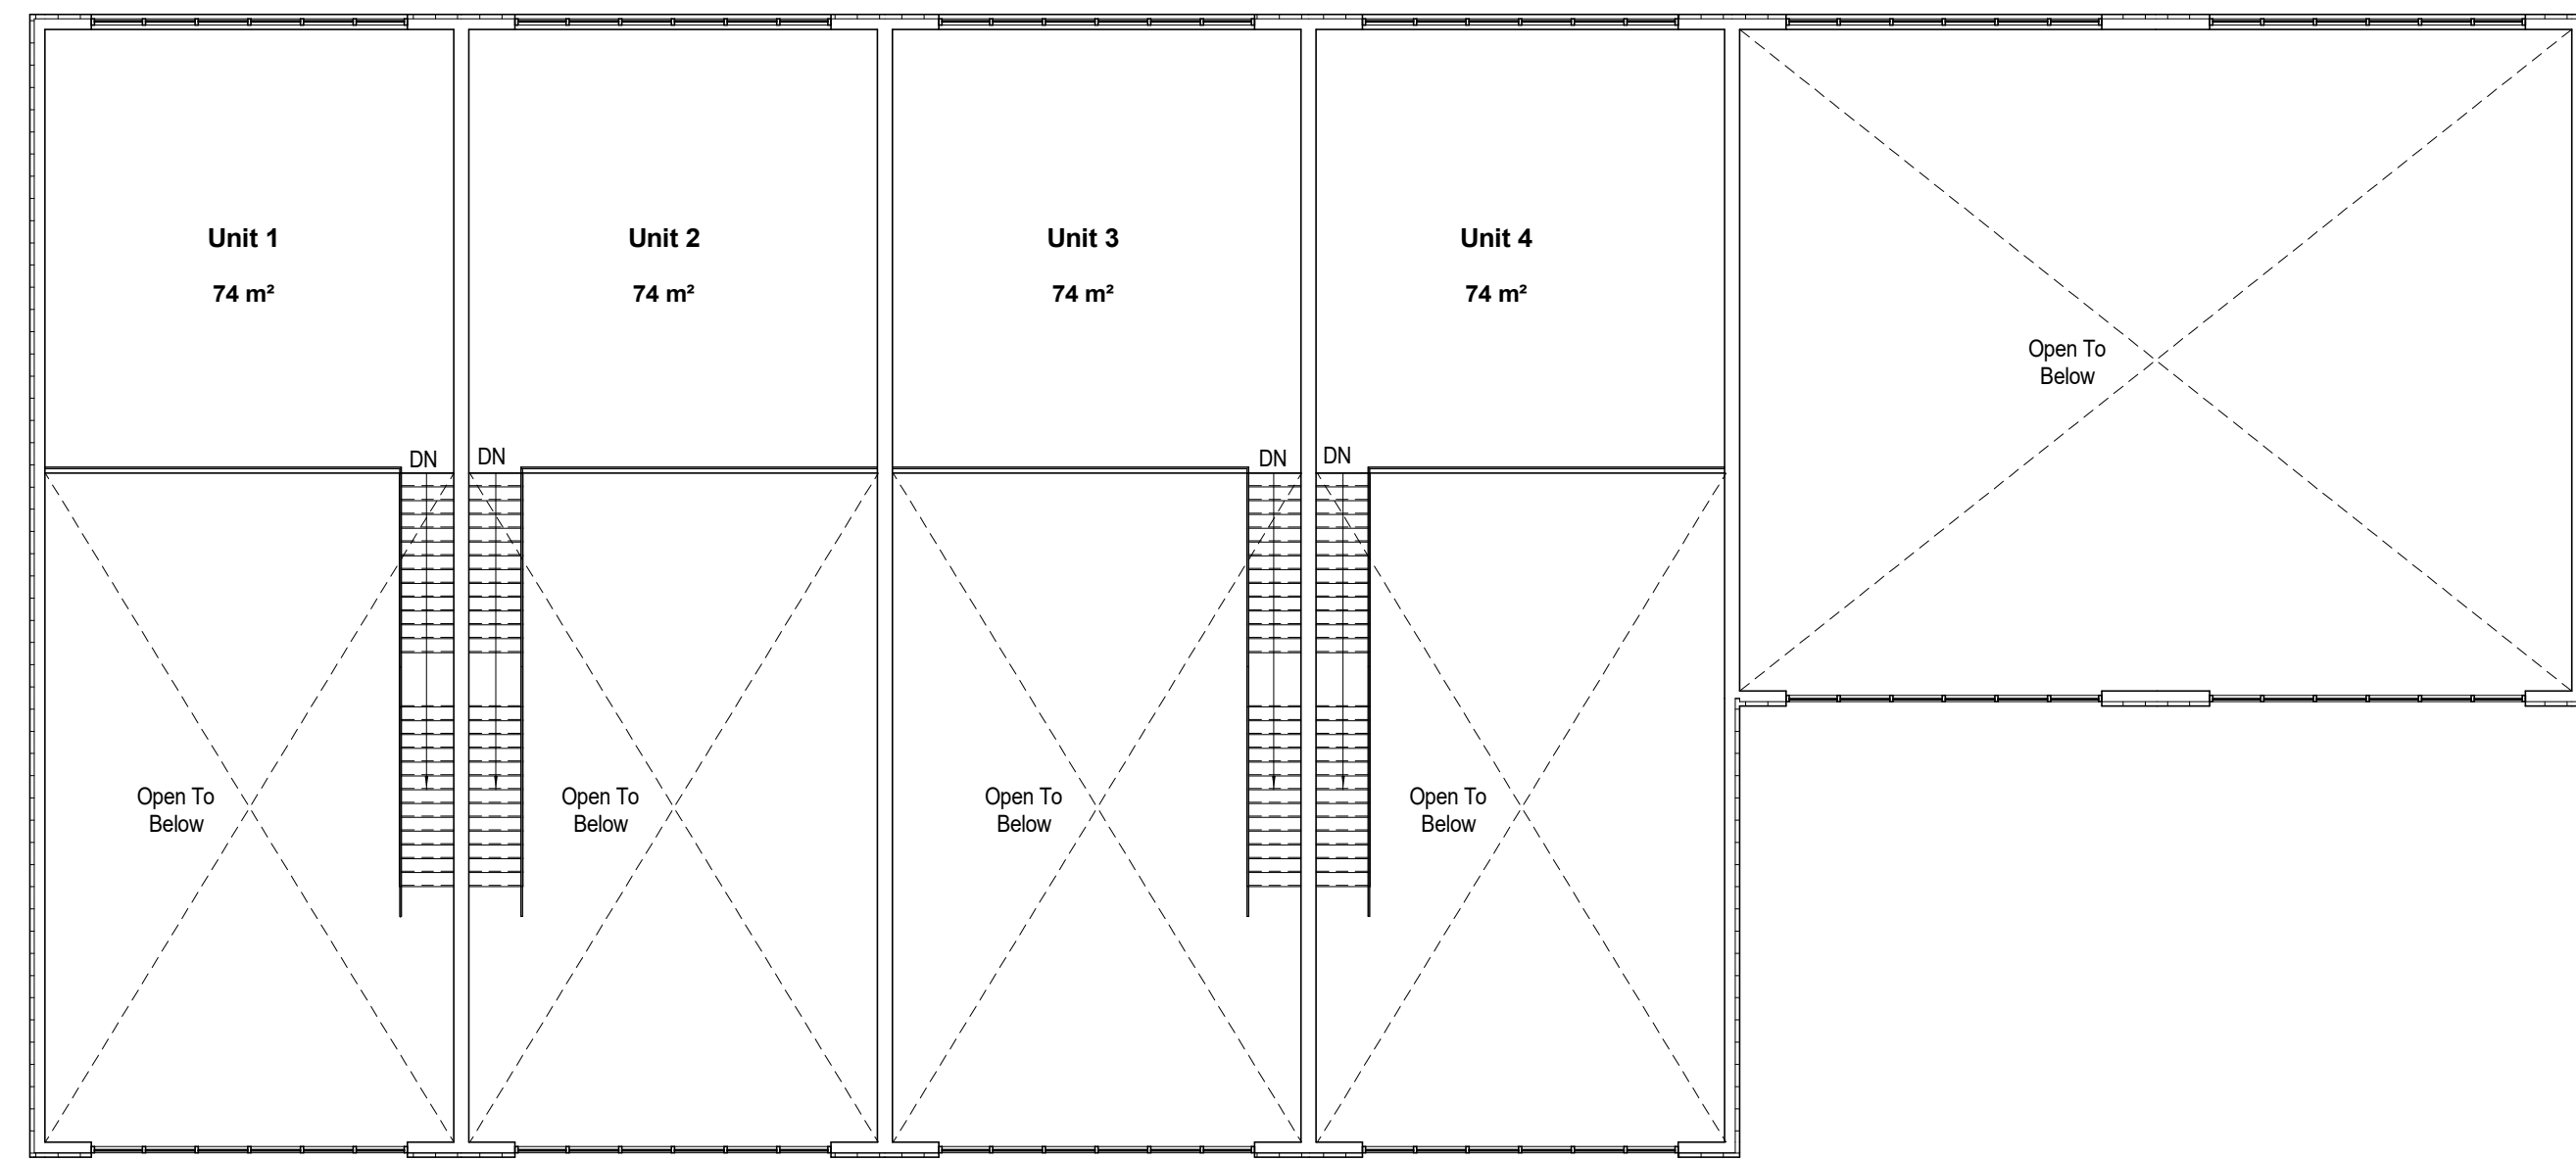 Unit 1
74 m²
Unit 2
74 m²
Unit 3
74 m²
Unit 4
74 m²
Open To
Below
DN
DN
DN
DN
Open To
Below
Open To
Below
Open To
Below
Open To
Below